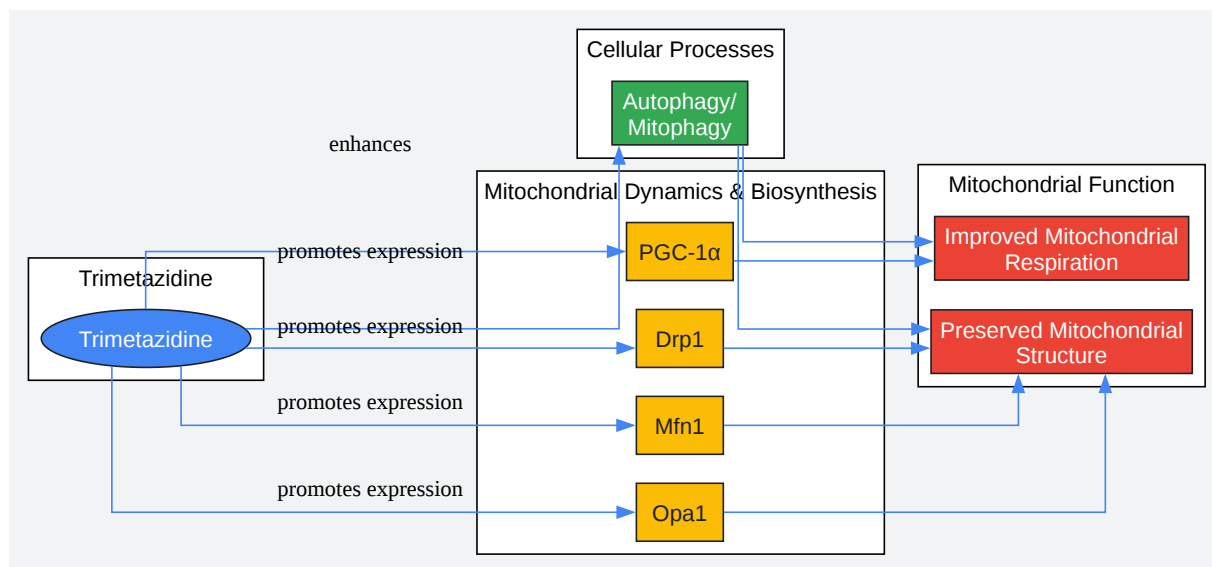 Cellular Processes
Autophagy/
Mitophagy
enhances
Mitochondrial Dynamics & Biosynthesis
Mitochondrial Function
PGC-1α
Improved Mitochondrial
Respiration
promotes expression
Trimetazidine
Trimetazidine
promotes expression
Drp1
Preserved Mitochondrial
Structure
promotes expression
Mfn1
promotes expression
Opa1